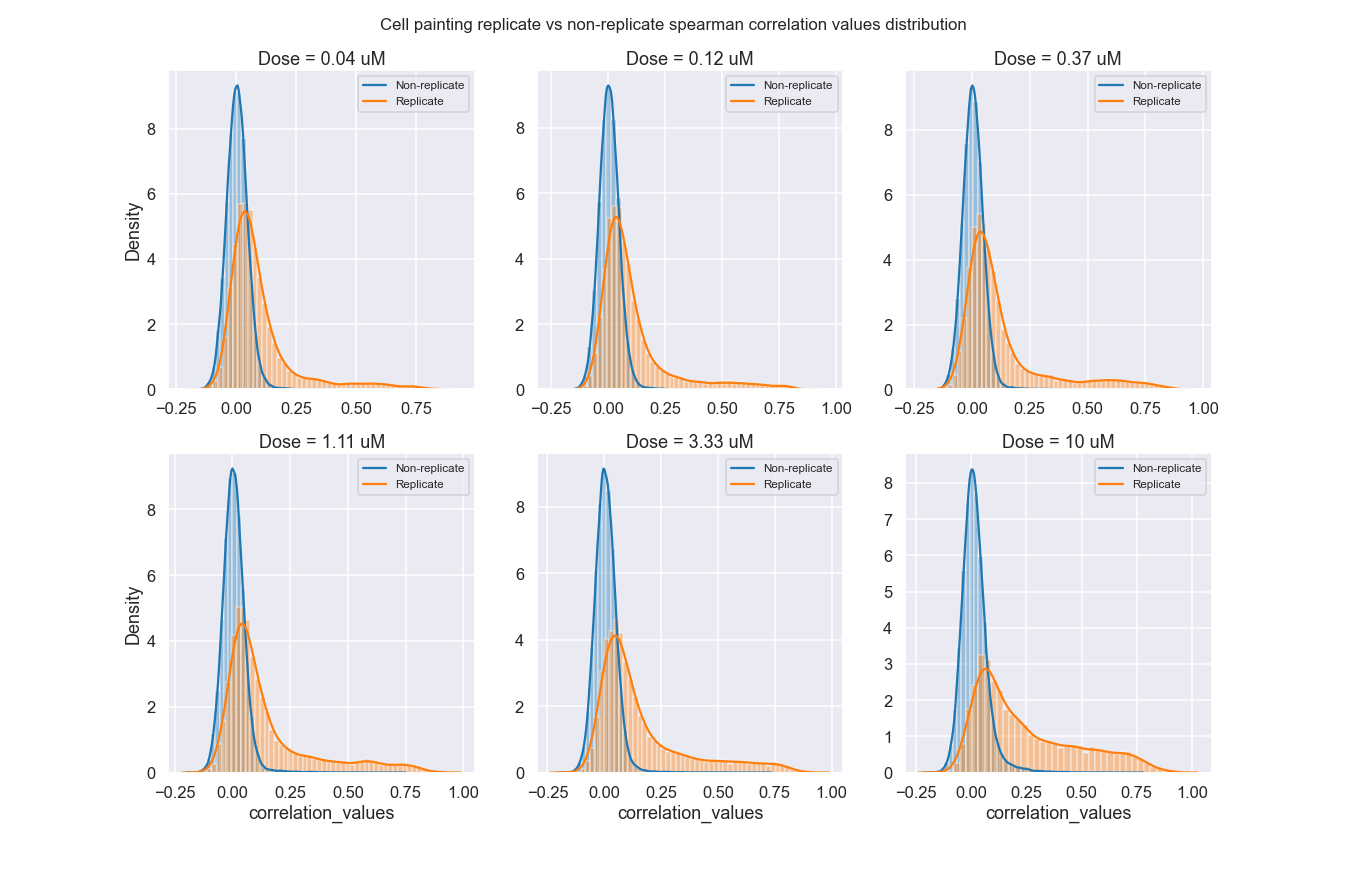 Cell painting replicate vs non-replicate spearman correlation values distribution
Dose = 0.04 uM
Dose = 0.12 uM
Dose = 0.37 uM
Non-replicate
Replicate
Non-replicate
Replicate
Non-replicate
Replicate
Density
8
6
4
2
0
8
6
4
2
0
8
6
4
2
0
−0.25 0.00 0.25 0.50 0.75
−0.25 0.00 0.25 0.50 0.75 1.00
−0.25 0.00 0.25 0.50 0.75 1.00
Dose = 1.11 uM
Dose = 3.33 uM
Dose = 10 uM
Non-replicate
Replicate
Non-replicate
Replicate
Non-replicate
Replicate
Density
8
6
4
2
0
8
6
4
2
0
8
7
6
5
4
3
2
1
0
−0.25 0.00 0.25 0.50 0.75 1.00
−0.25 0.00 0.25 0.50 0.75 1.00
−0.25 0.00 0.25 0.50 0.75 1.00
correlation_values
correlation_values
correlation_values